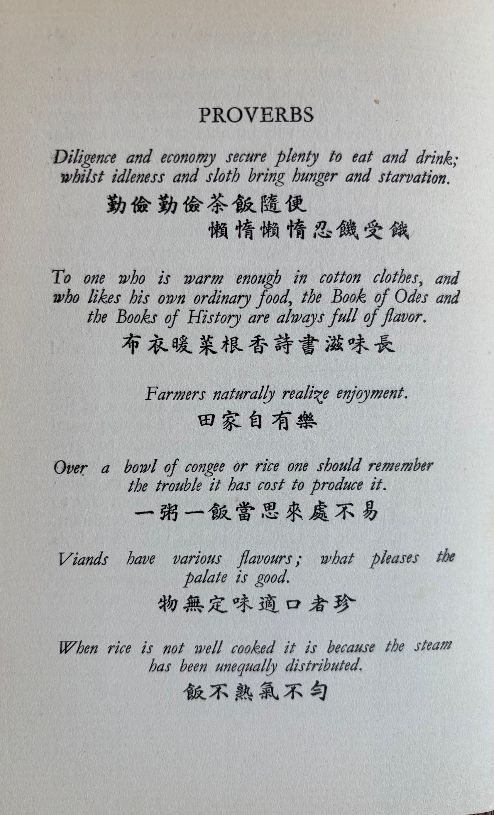 PROVERBS
Diligence and economy secure plenty to eat and drink;
whilst idleness and sloth bring hunger and starvation.
勤儉勤儉茶飯隨便
懶惰懶惰忍饑受餓
To one who is warm enough in cotton clothes, and
who likes his own ordinary food, the Book of Odes and
the Books of History are always full of flavor.
布衣暖菜根香詩書滋味長
Farmers naturally realize enjoyment.
田家自有樂
Over a bowl of congee or rice one should remember
the trouble it has cost to produce it.
一粥一飯當思來處不易
Viands have various flavours; what pleases the
palate is good.
物無定味適口者珍
When rice is not well cooked it is because the steam
has been unequally distributed.
飯不熟氣不勻